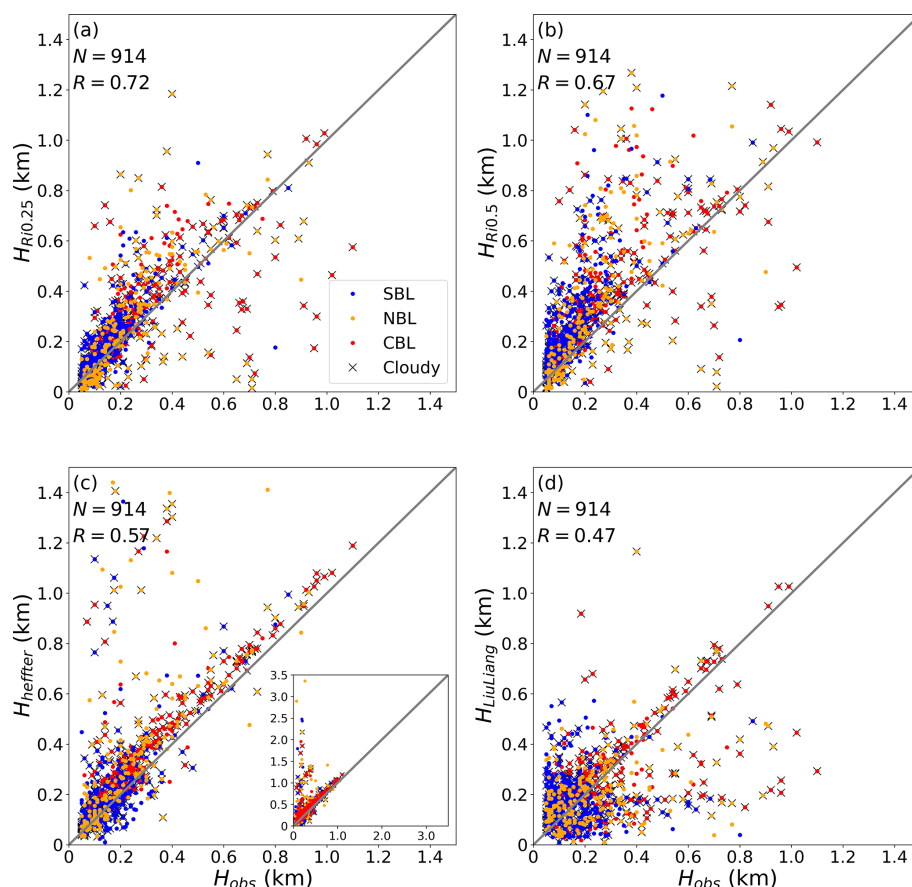 (a)
N = 914
R = 0.72
H_Ri0.25 (km)
1.4
1.2
1.0
0.8
0.6
0.4
0.2
0
0 0.2 0.4 0.6 0.8 1.0 1.2 1.4
SBL
NBL
CBL
Cloudy
(b)
N = 914
R = 0.67
H_Ri0.5 (km)
1.4
1.2
1.0
0.8
0.6
0.4
0.2
0
0 0.2 0.4 0.6 0.8 1.0 1.2 1.4
(c)
N = 914
R = 0.57
H_heffter (km)
1.4
1.2
1.0
0.8
0.6
0.4
0.2
0
0 0.2 0.4 0.6 0.8 1.0 1.2 1.4
H_obs (km)
3.5
3.0
2.5
2.0
1.5
1.0
0.5
0
0 1.0 2.0 3.0
(d)
N = 914
R = 0.47
H_LiuLiang (km)
1.4
1.2
1.0
0.8
0.6
0.4
0.2
0
0 0.2 0.4 0.6 0.8 1.0 1.2 1.4
H_obs (km)